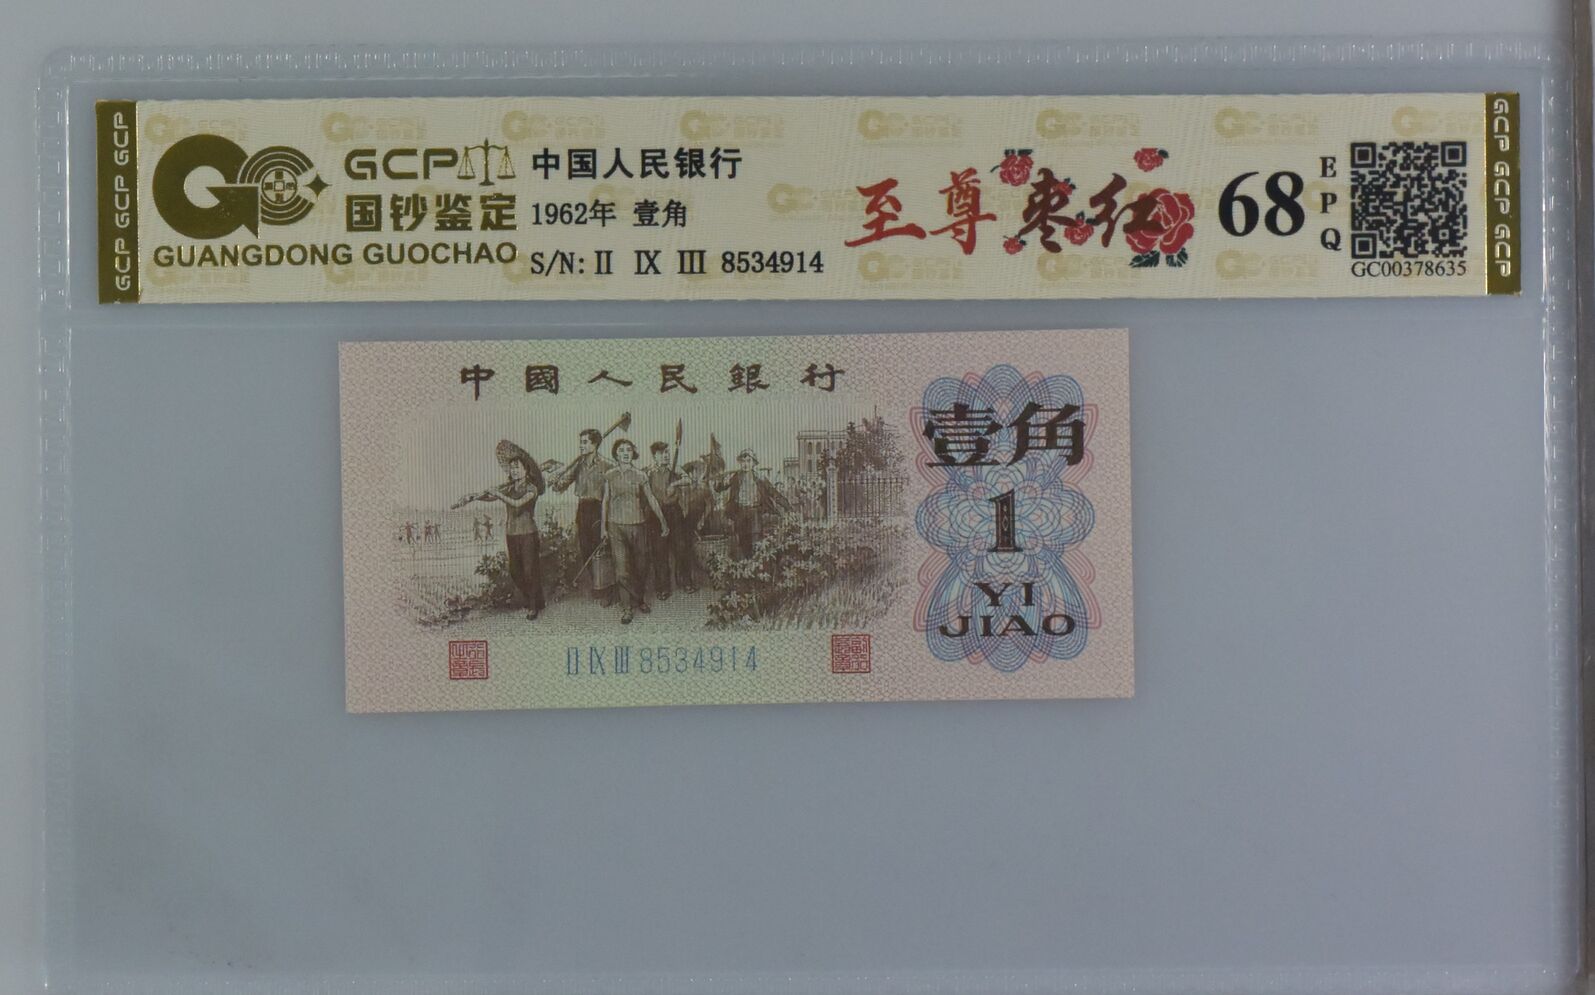 GCP
国钞鉴定
GUANGDONG GUOCHAO
中国人民银行
1962年 壹角
S/N: II IX III 8534914
至尊枣红
68
EPQ
GC00378635
GCP GCP GCP
GCP GCP GCP
中國人民銀行
壹角
1
YI
JIAO
II IX III 8534914